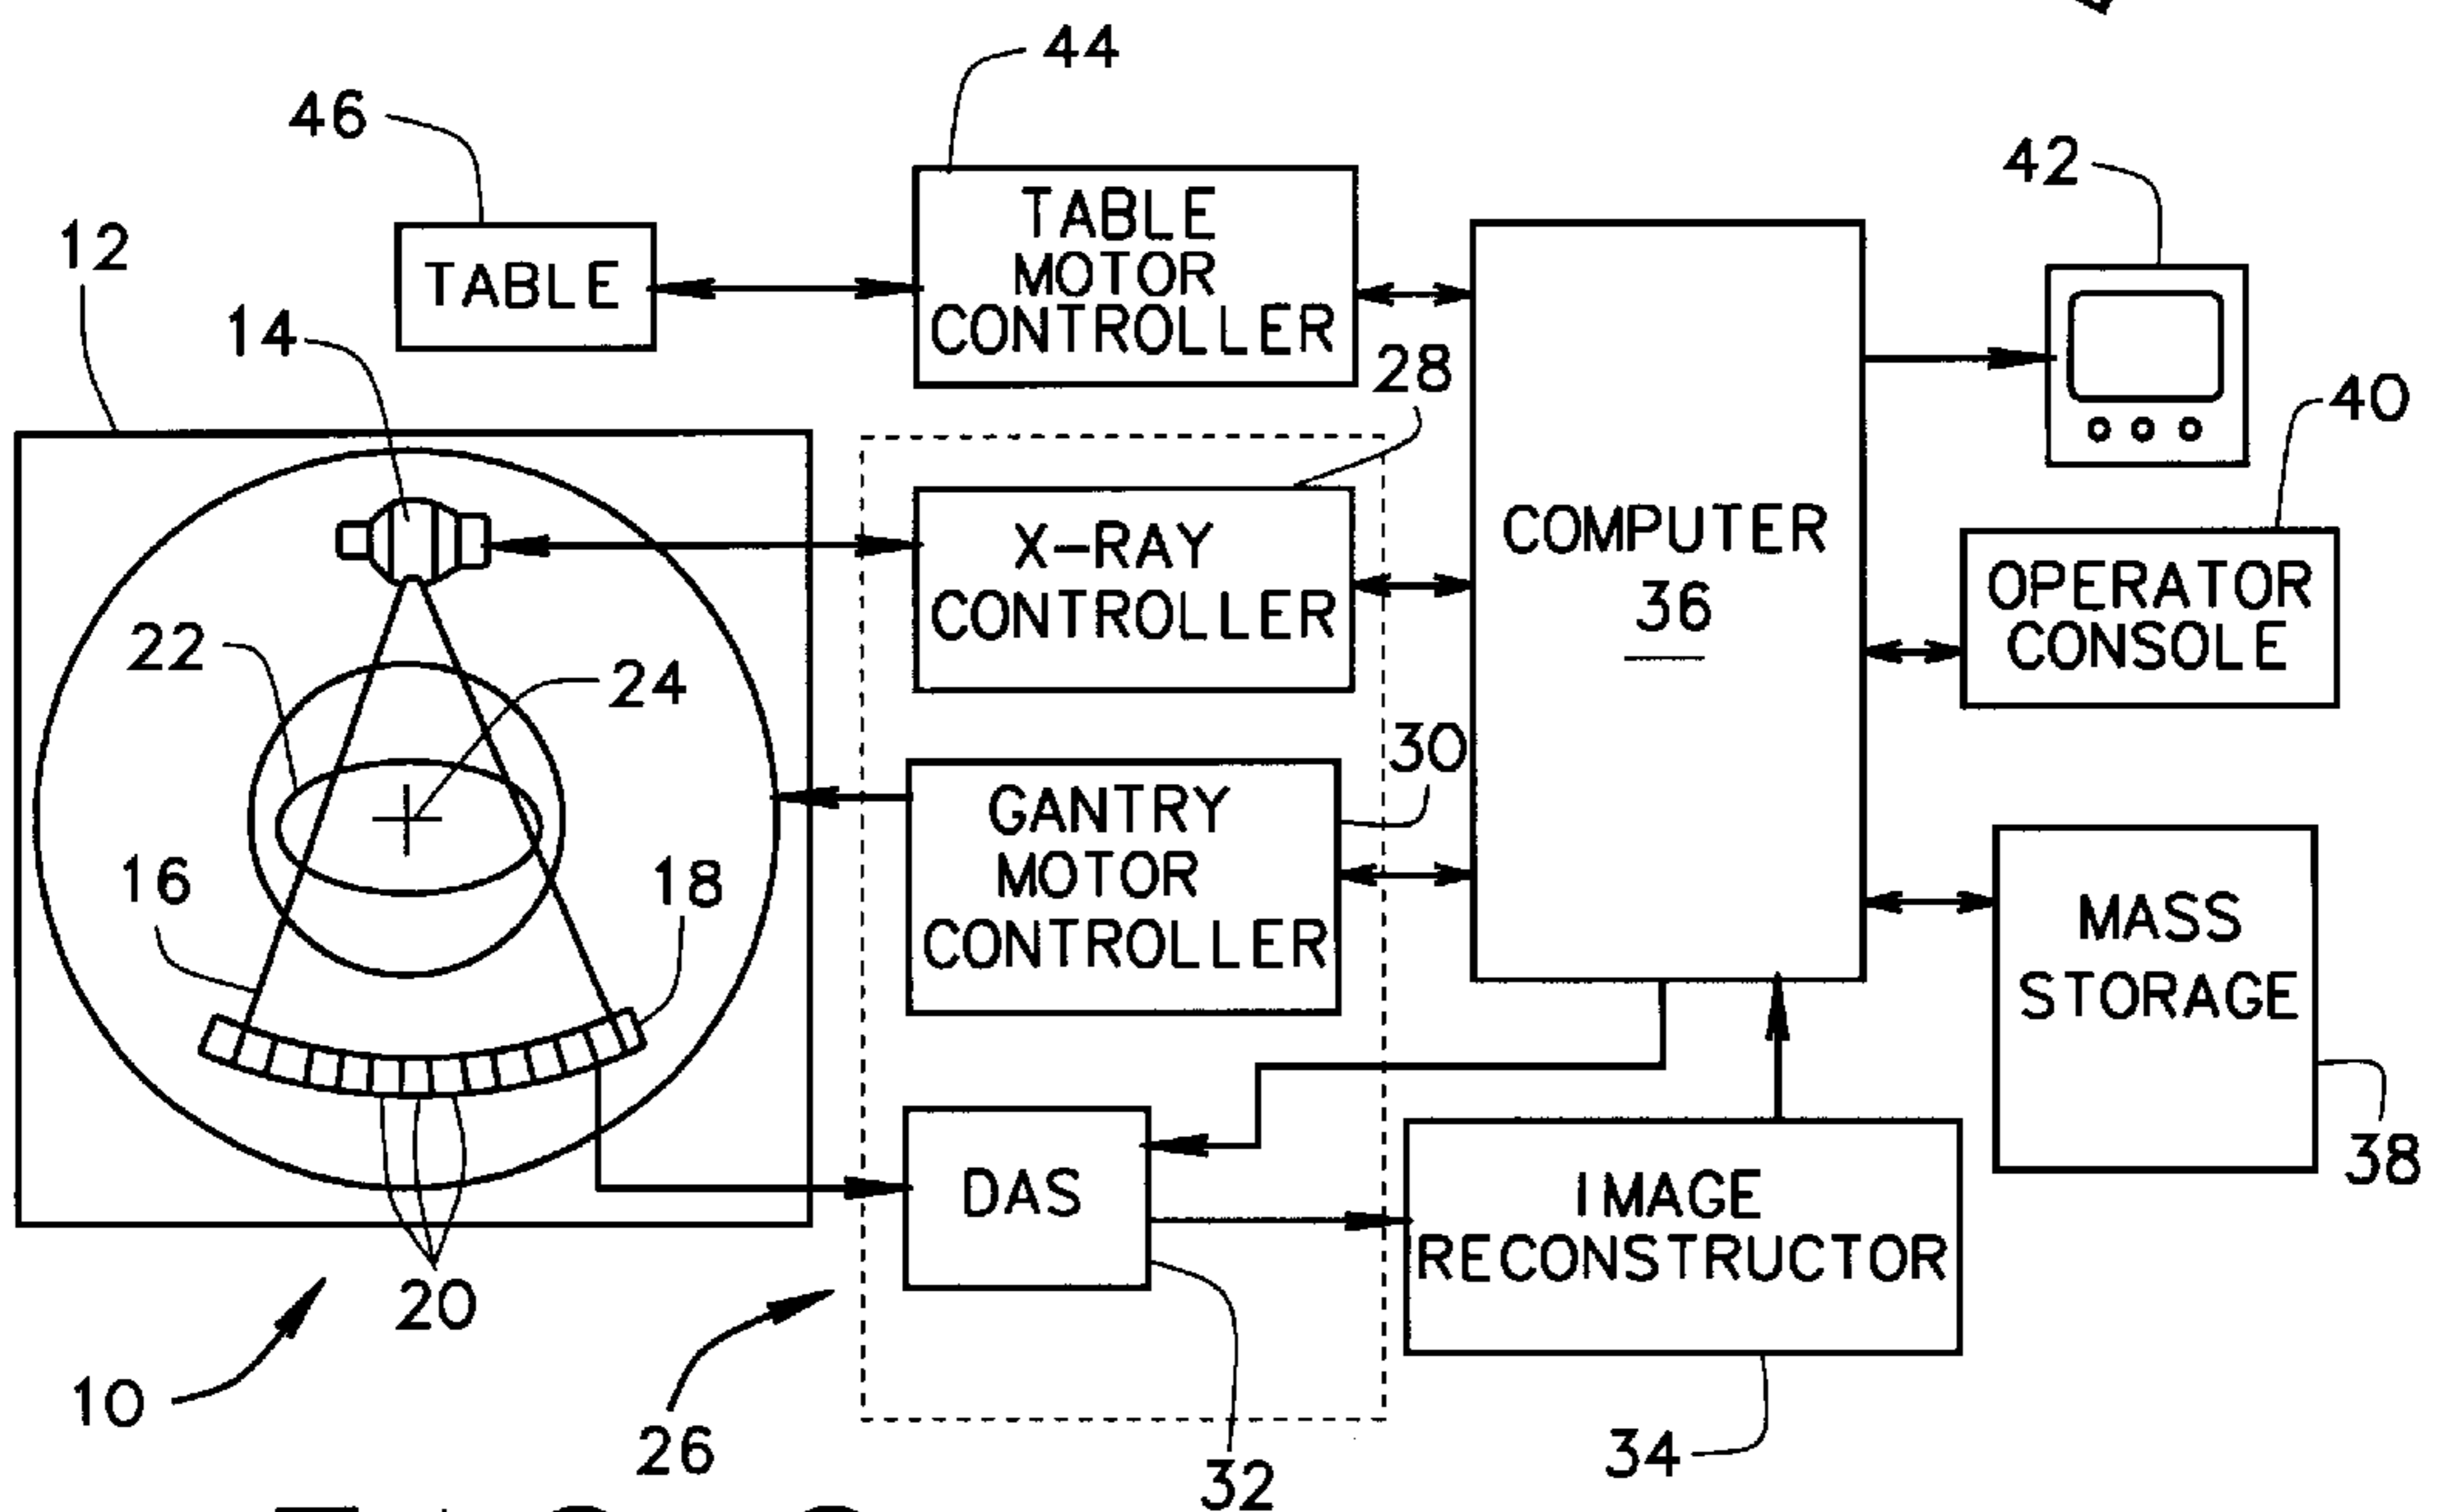 44
46
42
12
TABLE
MOTOR
CONTROLLER
TABLE
14
28
40
X-RAY
CONTROLLER
COMPUTER
36
OPERATOR
CONSOLE
22
24
30
GANTRY
MOTOR
CONTROLLER
16
18
MASS
STORAGE
38
DAS
IMAGE
RECONSTRUCTOR
20
10
26
32
34